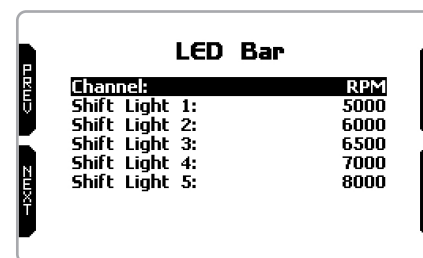 LED Bar
PREV
Channel: RPM
Shift Light 1: 5000
Shift Light 2: 6000
Shift Light 3: 6500
Shift Light 4: 7000
Shift Light 5: 8000
NEXT